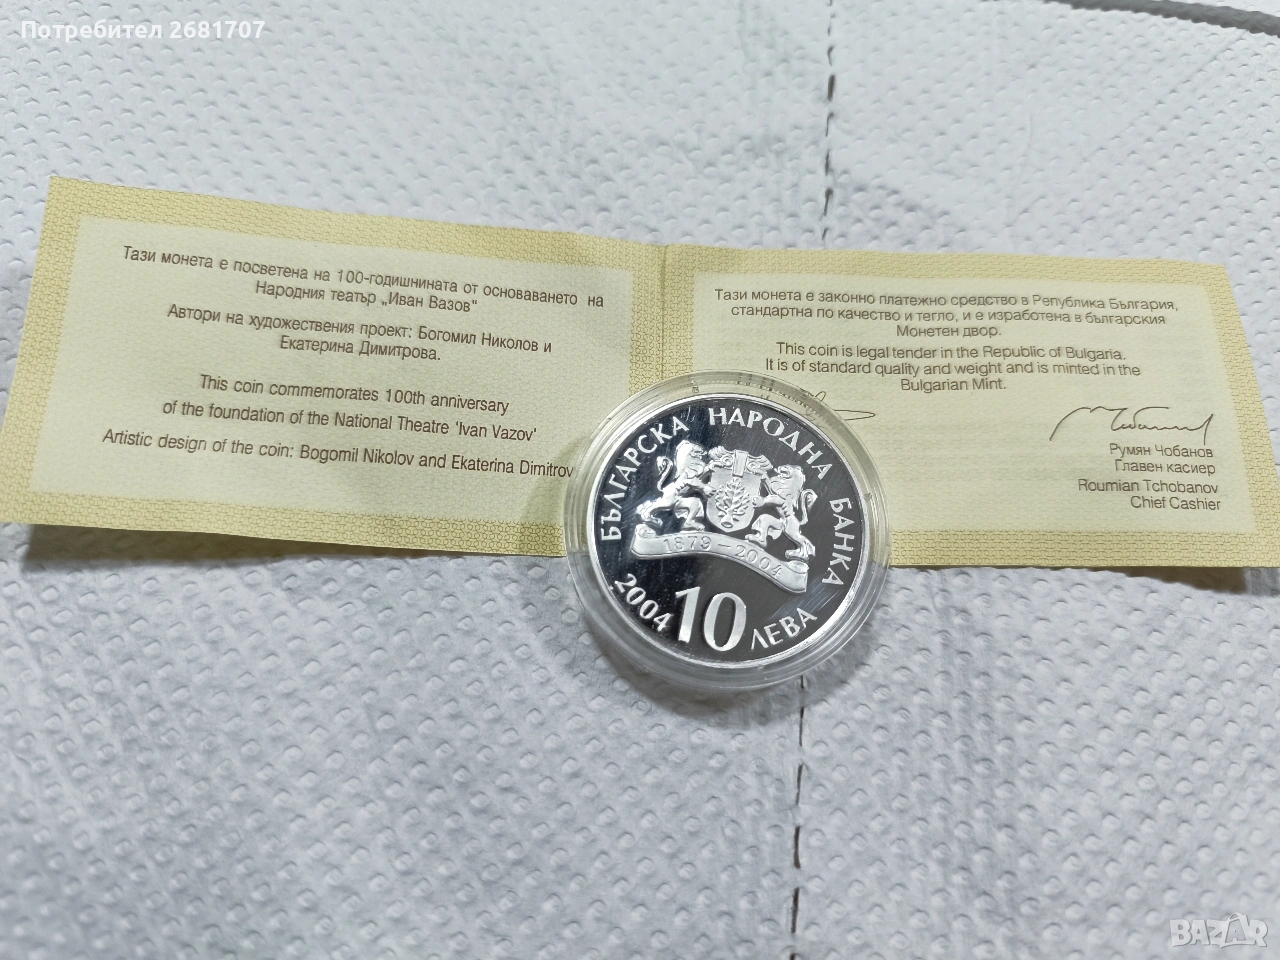 Потребител 2681707
Тази монета е посветена на 100-годишнината от основаването на
Народния театър „Иван Вазов"
Автори на художествения проект: Богомил Николов и
Екатерина Димитрова.
This coin commemorates 100th anniversary
of the foundation of the National Theatre 'Ivan Vazov'
Artistic design of the coin: Bogomil Nikolov and Ekaterina Dimitrov
Тази монета е законно платежно средство в Република България,
стандартна по качество и тегло, и е изработена в българския
Монетен двор.
This coin is legal tender in the Republic of Bulgaria.
It is of standard quality and weight and is minted in the
Bulgarian Mint.
Румян Чобанов
Главен касиер
Roumian Tchobanov
Chief Cashier
БЪЛГАРСКА НАРОДНА БАНКА
1879 – 2004
2004 10 ЛЕВА
BAZAR